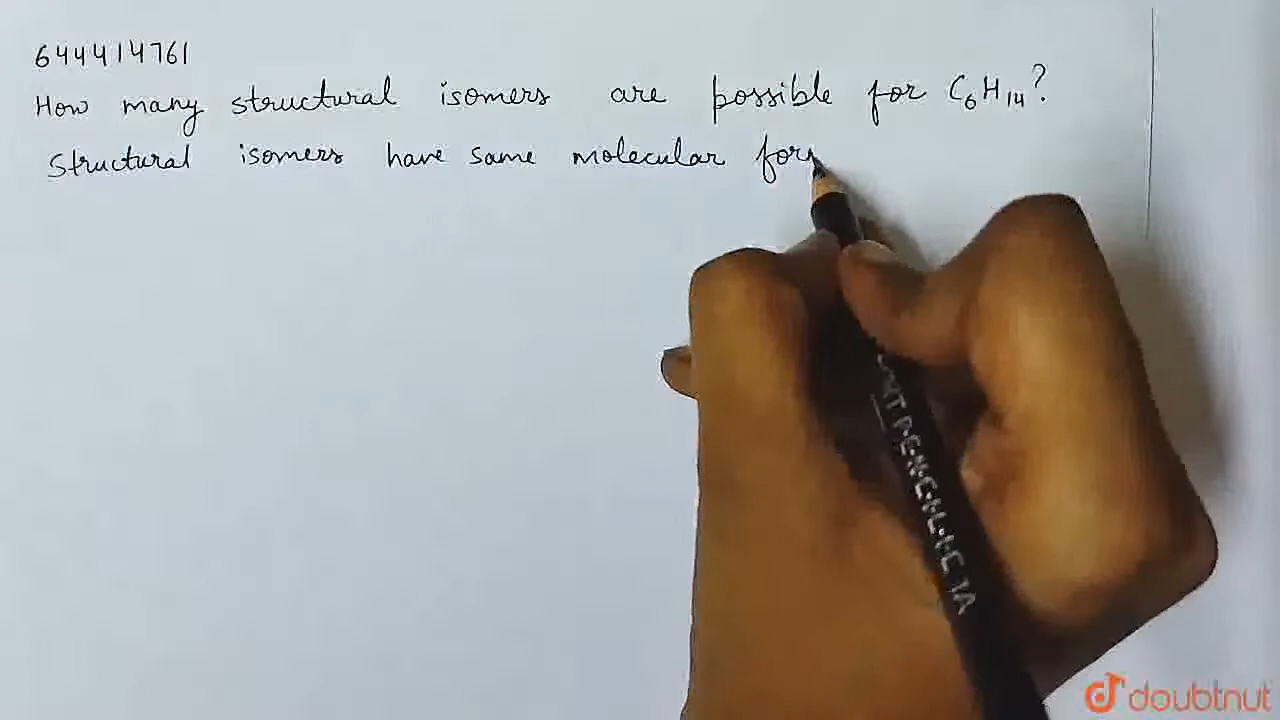 644414761
How many structural isomers are possible for C₆H₁₄?
Structural isomers have same molecular for
doubtnut